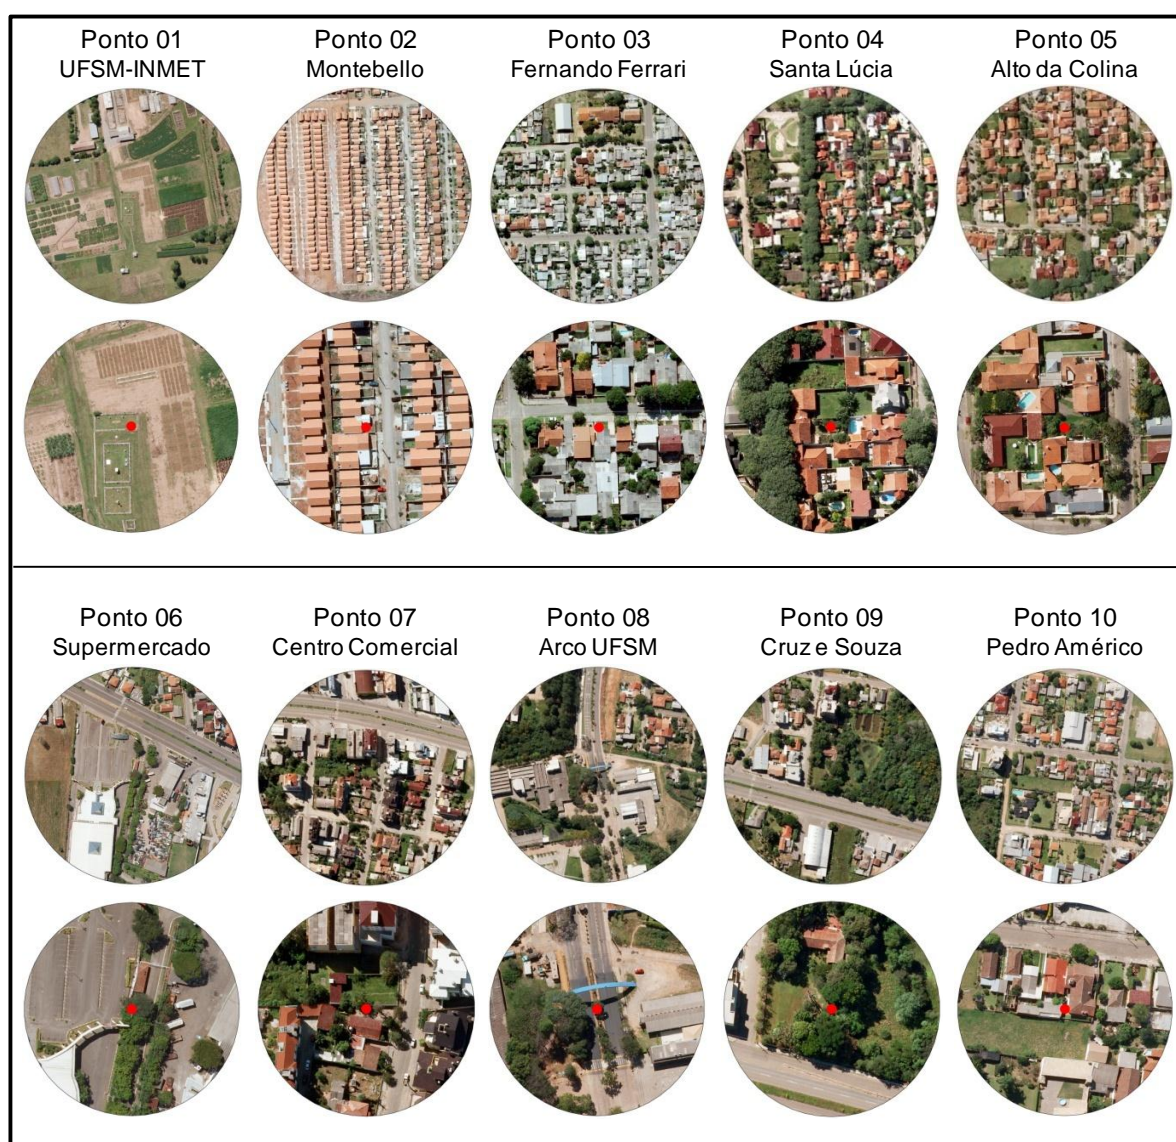 Ponto 01
UFSM-INMET
Ponto 02
Montebello
Ponto 03
Fernando Ferrari
Ponto 04
Santa Lúcia
Ponto 05
Alto da Colina
Ponto 06
Supermercado
Ponto 07
Centro Comercial
Ponto 08
Arco UFSM
Ponto 09
Cruz e Souza
Ponto 10
Pedro Américo